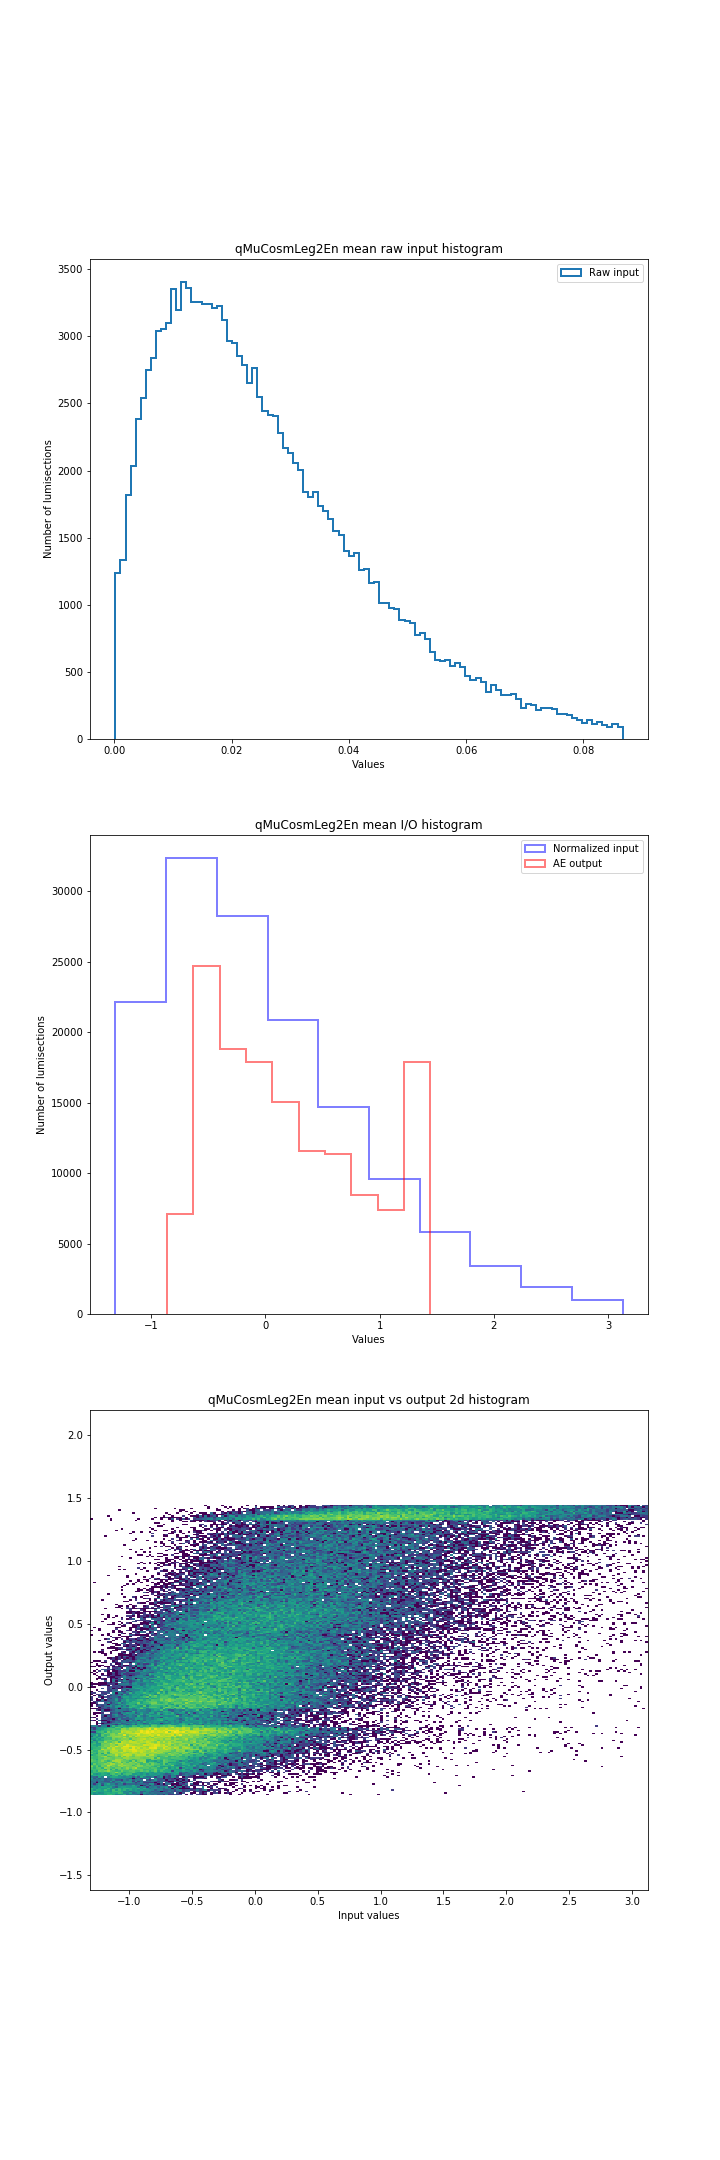 qMuCosmLeg2En mean raw input histogram
Raw input
3500
3000
2500
2000
1500
1000
500
0
Number of lumisections
0.00 0.02 0.04 0.06 0.08
Values
qMuCosmLeg2En mean I/O histogram
Normalized input
AE output
30000
25000
20000
15000
10000
5000
0
Number of lumisections
−1 0 1 2 3
Values
qMuCosmLeg2En mean input vs output 2d histogram
2.0
1.5
1.0
0.5
0.0
−0.5
−1.0
−1.5
Output values
−1.0 −0.5 0.0 0.5 1.0 1.5 2.0 2.5 3.0
Input values